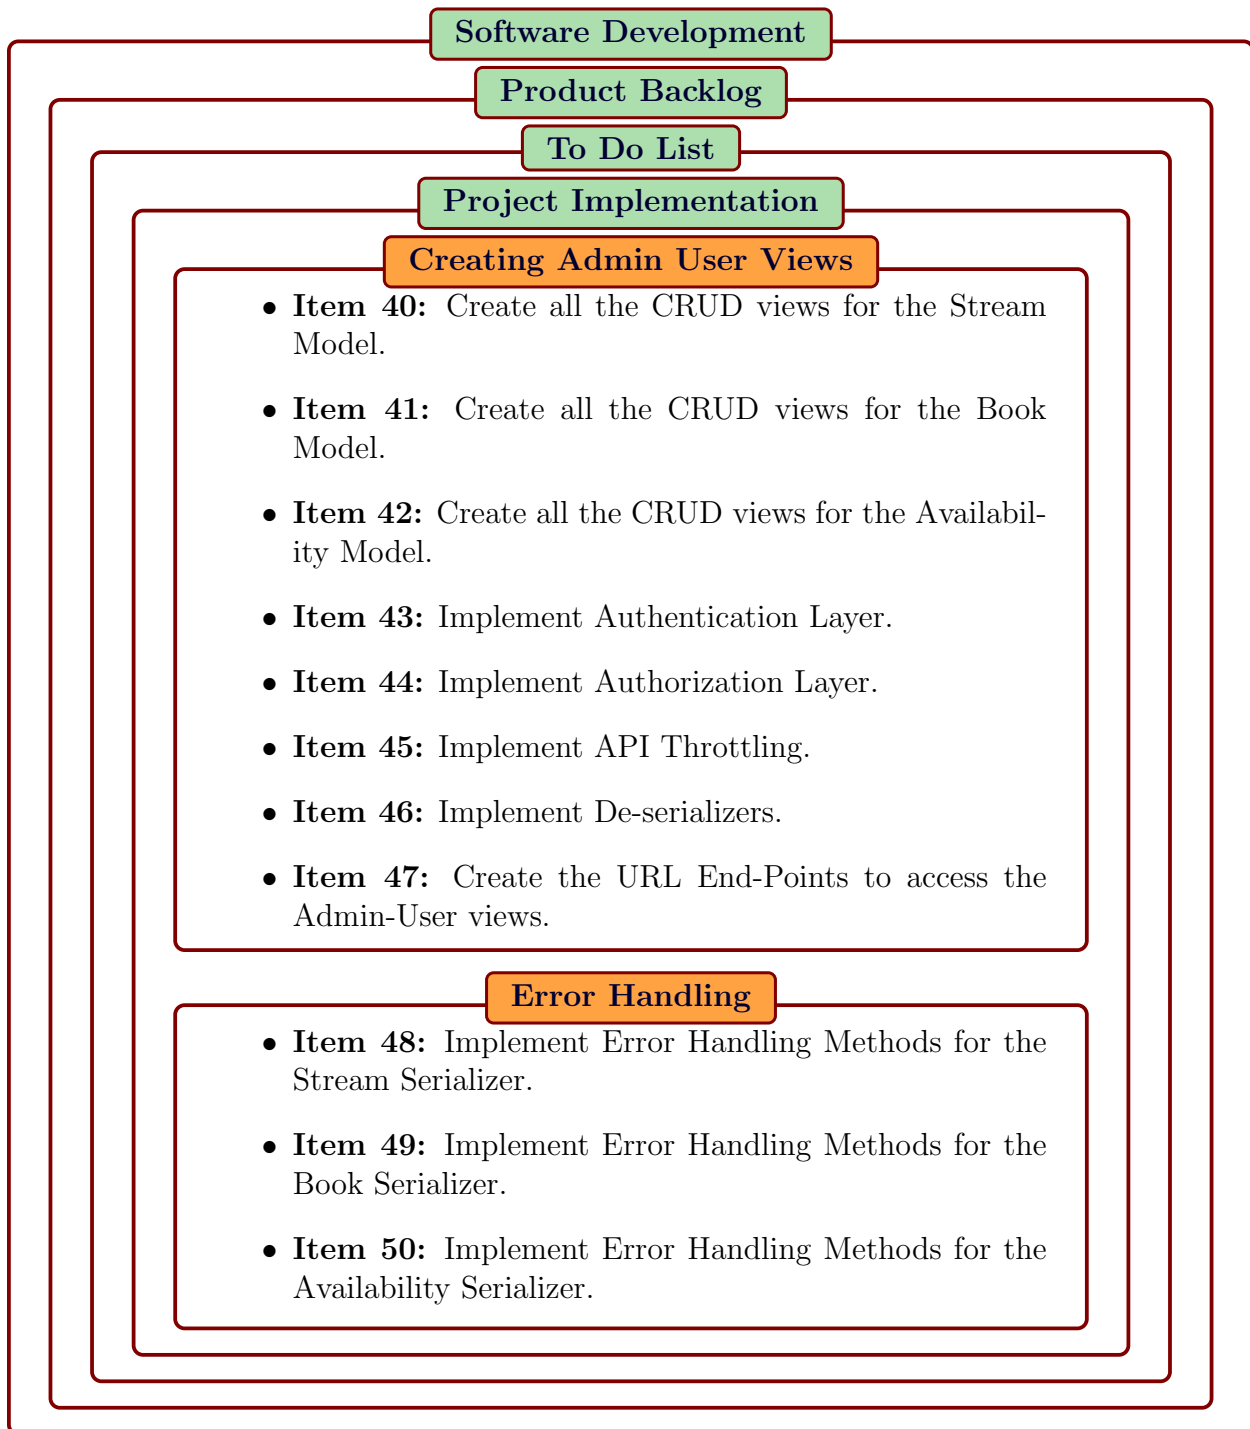 Software Development
Product Backlog
To Do List
Project Implementation
Creating Admin User Views
• Item 40: Create all the CRUD views for the Stream
Model.
• Item 41: Create all the CRUD views for the Book
Model.
• Item 42: Create all the CRUD views for the Availabil-
ity Model.
• Item 43: Implement Authentication Layer.
• Item 44: Implement Authorization Layer.
• Item 45: Implement API Throttling.
• Item 46: Implement De-serializers.
• Item 47: Create the URL End-Points to access the
Admin-User views.
Error Handling
• Item 48: Implement Error Handling Methods for the
Stream Serializer.
• Item 49: Implement Error Handling Methods for the
Book Serializer.
• Item 50: Implement Error Handling Methods for the
Availability Serializer.